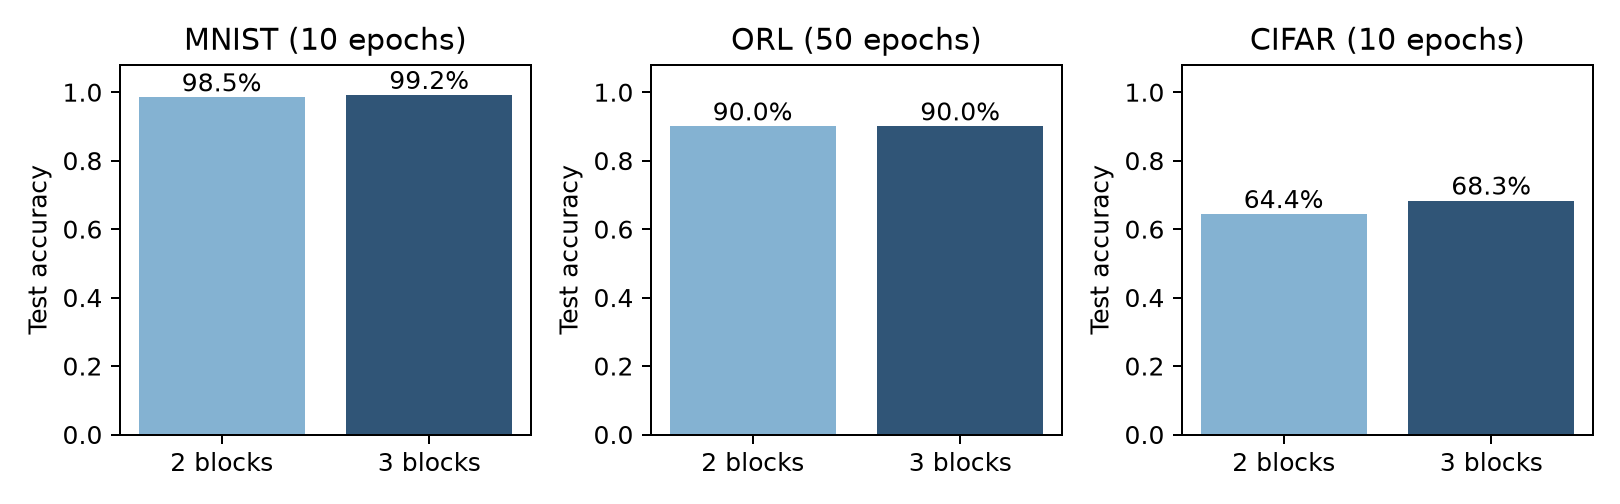 MNIST (10 epochs)
Test accuracy
1.0
0.8
0.6
0.4
0.2
0.0
98.5%
99.2%
2 blocks
3 blocks
ORL (50 epochs)
Test accuracy
1.0
0.8
0.6
0.4
0.2
0.0
90.0%
90.0%
2 blocks
3 blocks
CIFAR (10 epochs)
Test accuracy
1.0
0.8
0.6
0.4
0.2
0.0
64.4%
68.3%
2 blocks
3 blocks